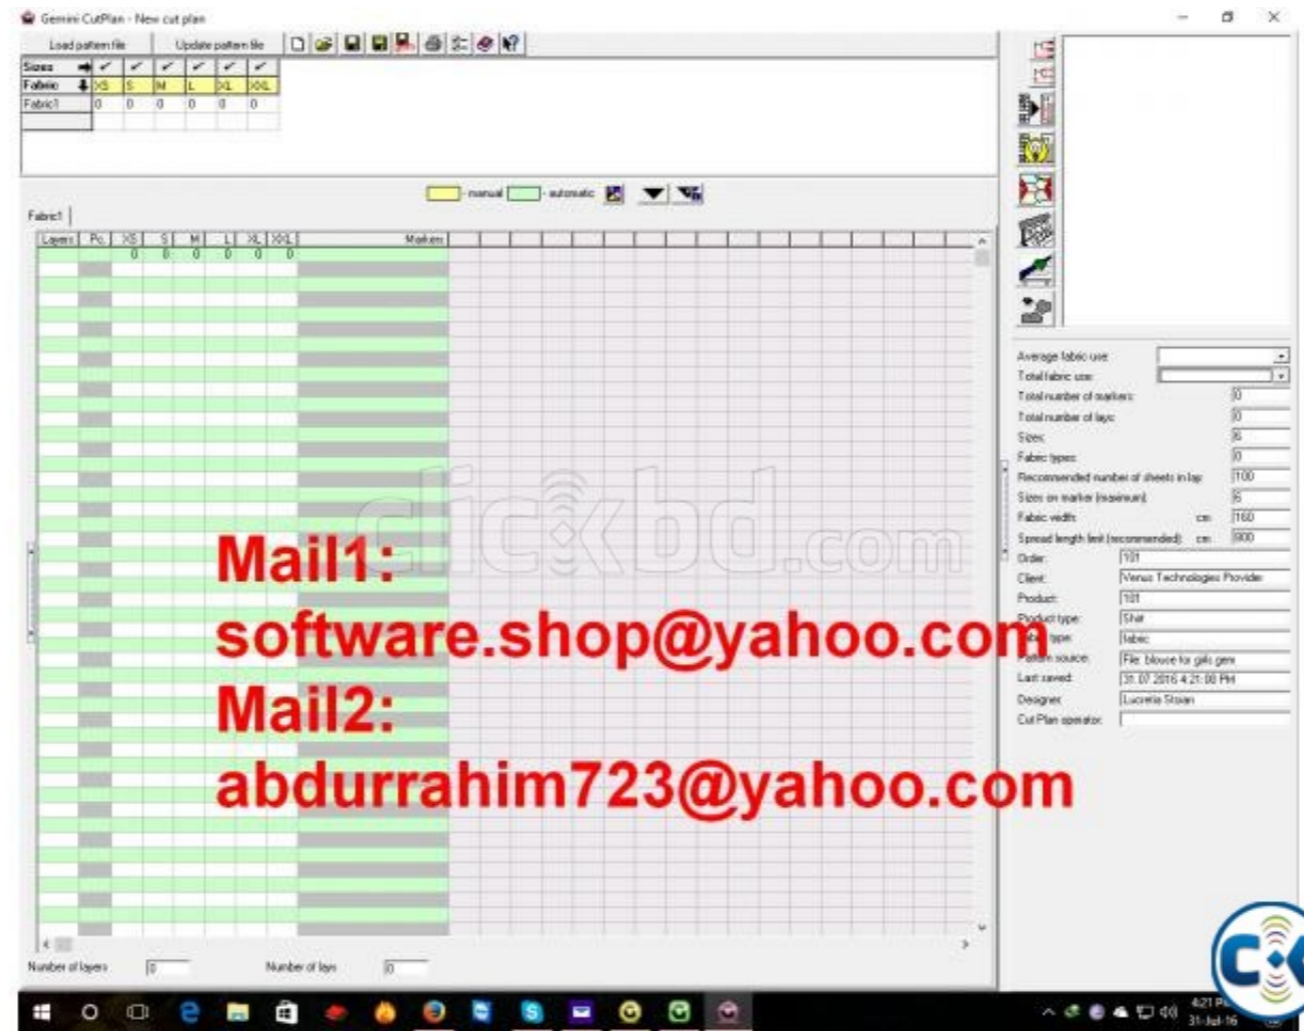 Gemini CutPlan - New cut plan
Load pattern file Update pattern file
Sizes
Fabric XS S M L XL XXL
Fabric1 0 0 0 0 0 0
- manual - automatic
Fabric1
Layers Pc. XS S M L XL XXL Markers
0 0 0 0 0 0
Average fabric use:
Total fabric use:
Total number of markers: 0
Total number of lays: 0
Sizes: 6
Fabric types: 0
Recommended number of sheets in lay: 100
Sizes on marker (maximum): 6
Fabric width: cm 160
Spread length limit (recommended): cm 900
Order: 101
Client: Venus Technologies Provider
Product: 101
Product type: Shirt
type: fabric
Pattern source: File: blouse for girls.gem
Last saved: 31.07.2016 4:21:08 PM
Designer: Lucretia Stoian
Cut Plan operator:
clickbd.com
Mail1:
software.shop@yahoo.com
Mail2:
abdurrahim723@yahoo.com
Number of layers 0 Number of lays 0
4:21 P
31-Jul-16